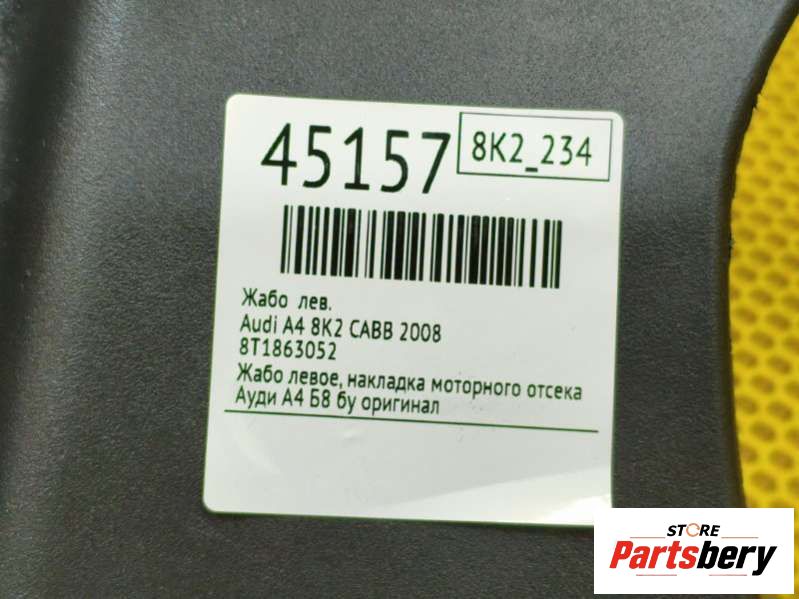 45157
8K2_234
Жабо лев.
Audi A4 8K2 CABB 2008
8T1863052
Жабо левое, накладка моторного отсека
Ауди А4 Б8 бу оригинал
STORE
Partsbery